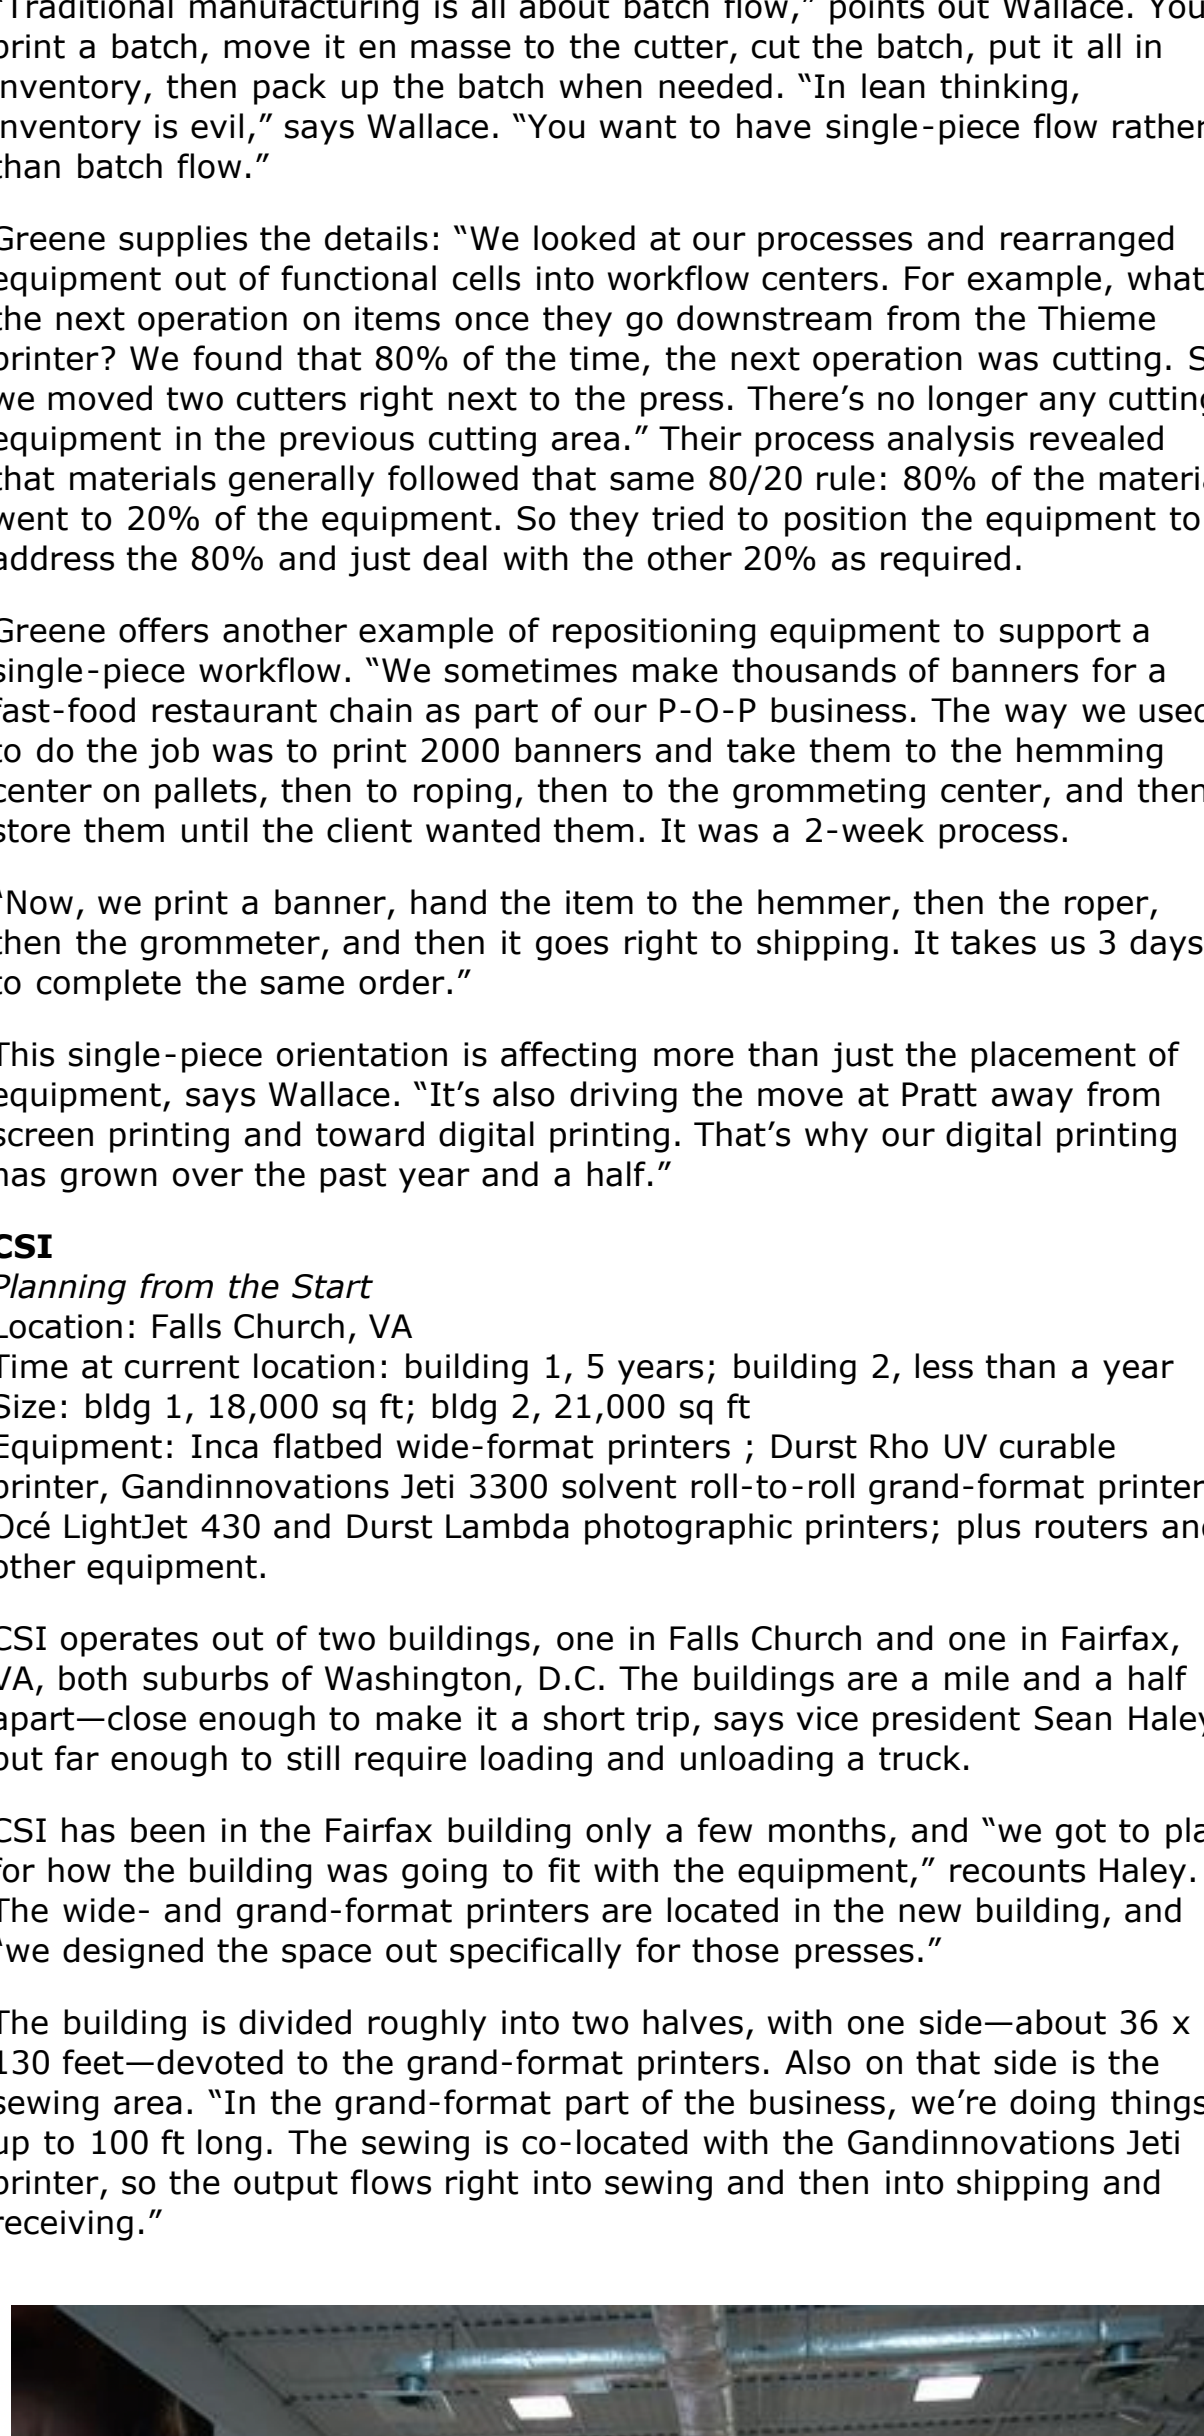 “Traditional manufacturing is all about batch flow,” points out Wallace. You
print a batch, move it en masse to the cutter, cut the batch, put it all in
inventory, then pack up the batch when needed. “In lean thinking,
inventory is evil,” says Wallace. “You want to have single-piece flow rather
than batch flow.”
Greene supplies the details: “We looked at our processes and rearranged
equipment out of functional cells into workflow centers. For example, what
the next operation on items once they go downstream from the Thieme
printer? We found that 80% of the time, the next operation was cutting. S
we moved two cutters right next to the press. There’s no longer any cutting
equipment in the previous cutting area.” Their process analysis revealed
that materials generally followed that same 80/20 rule: 80% of the materi
went to 20% of the equipment. So they tried to position the equipment to
address the 80% and just deal with the other 20% as required.
Greene offers another example of repositioning equipment to support a
single-piece workflow. “We sometimes make thousands of banners for a
fast-food restaurant chain as part of our P-O-P business. The way we used
to do the job was to print 2000 banners and take them to the hemming
center on pallets, then to roping, then to the grommeting center, and then
store them until the client wanted them. It was a 2-week process.
“Now, we print a banner, hand the item to the hemmer, then the roper,
then the grommeter, and then it goes right to shipping. It takes us 3 days
to complete the same order.”
This single-piece orientation is affecting more than just the placement of
equipment, says Wallace. “It’s also driving the move at Pratt away from
screen printing and toward digital printing. That’s why our digital printing
has grown over the past year and a half.”
CSI
Planning from the Start
Location: Falls Church, VA
Time at current location: building 1, 5 years; building 2, less than a year
Size: bldg 1, 18,000 sq ft; bldg 2, 21,000 sq ft
Equipment: Inca flatbed wide-format printers ; Durst Rho UV curable
printer, Gandinnovations Jeti 3300 solvent roll-to-roll grand-format printer
Océ LightJet 430 and Durst Lambda photographic printers; plus routers and
other equipment.
CSI operates out of two buildings, one in Falls Church and one in Fairfax,
VA, both suburbs of Washington, D.C. The buildings are a mile and a half
apart—close enough to make it a short trip, says vice president Sean Haley
but far enough to still require loading and unloading a truck.
CSI has been in the Fairfax building only a few months, and “we got to pla
for how the building was going to fit with the equipment,” recounts Haley.
The wide- and grand-format printers are located in the new building, and
“we designed the space out specifically for those presses.”
The building is divided roughly into two halves, with one side—about 36 x
130 feet—devoted to the grand-format printers. Also on that side is the
sewing area. “In the grand-format part of the business, we’re doing things
up to 100 ft long. The sewing is co-located with the Gandinnovations Jeti
printer, so the output flows right into sewing and then into shipping and
receiving.”